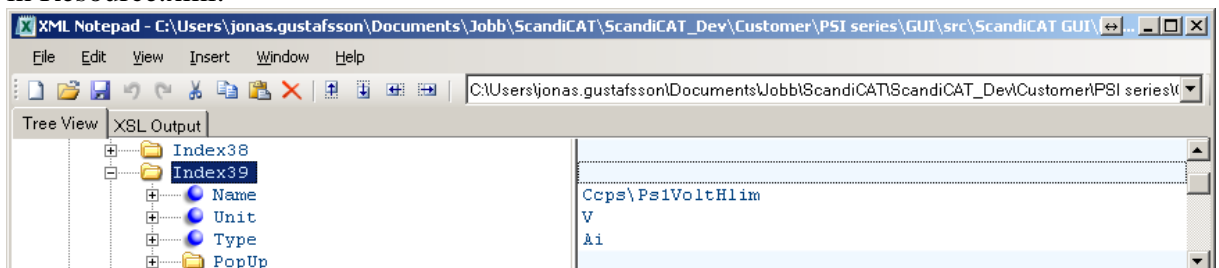 XML Notepad - C:\Users\jonas.gustafsson\Documents\Jobb\ScandiCAT\ScandiCAT_Dev\Customer\PSI series\GUI\src\ScandiCAT GUI\ ...
File Edit View Insert Window Help
C:\Users\jonas.gustafsson\Documents\Jobb\ScandiCAT\ScandiCAT_Dev\Customer\PSI series\
Tree View XSL Output
Index38
Index39
Name Ccps\Ps1VoltHlim
Unit V
Type Ai
PopUp